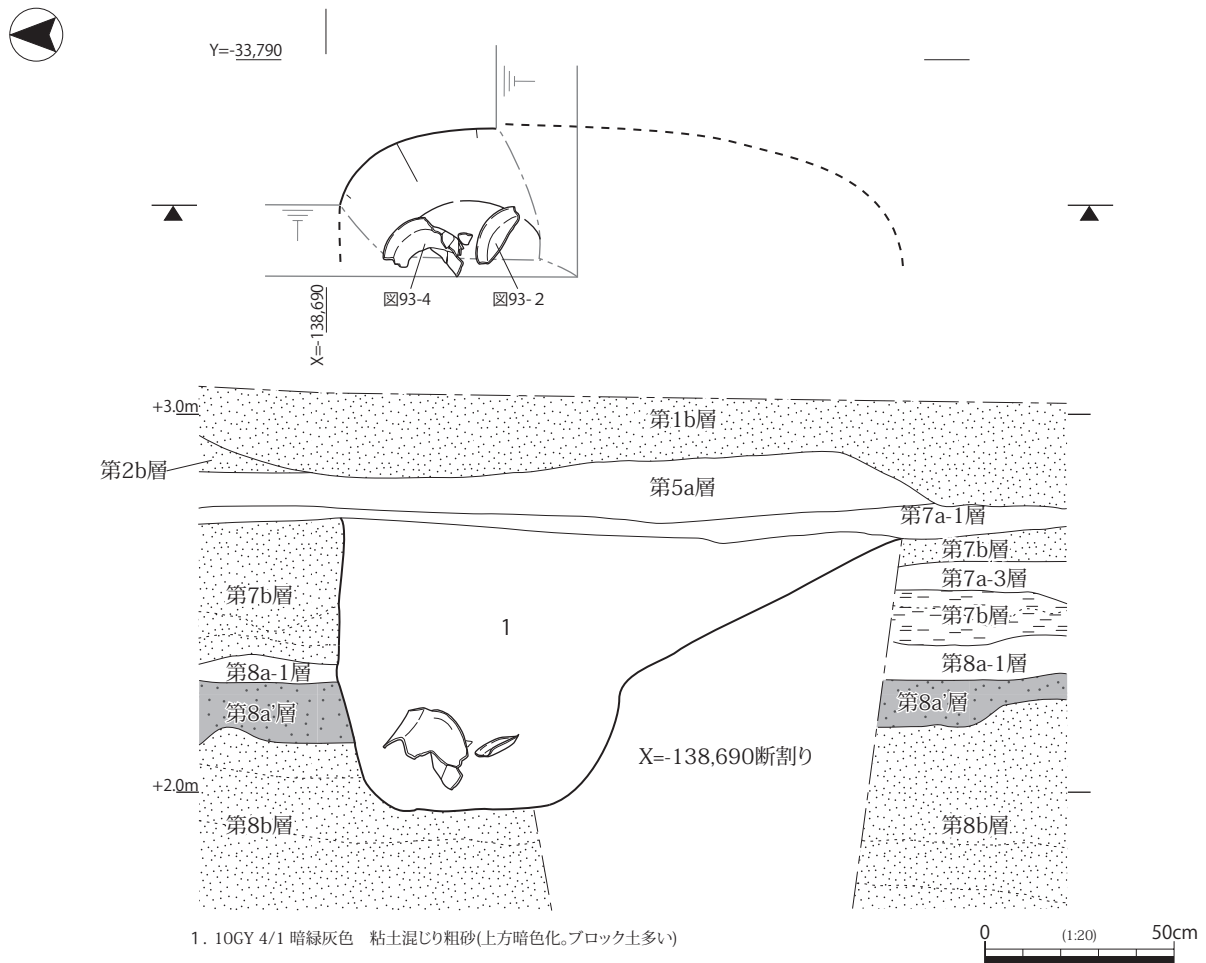 Y=-33,790
図93-4
図93-2
X=-138,690
+3.0m
第1b層
第2b層
第5a層
第7a-1層
第7b層
第7a-3層
第7b層
第7b層
1
第8a-1層
第8a-1層
第8a'層
第8a'層
X=-138,690断割り
+2.0m
第8b層
第8b層
1. 10GY 4/1 暗緑灰色 粘土混じり粗砂(上方暗色化。ブロック土多い)
0 (1:20) 50cm